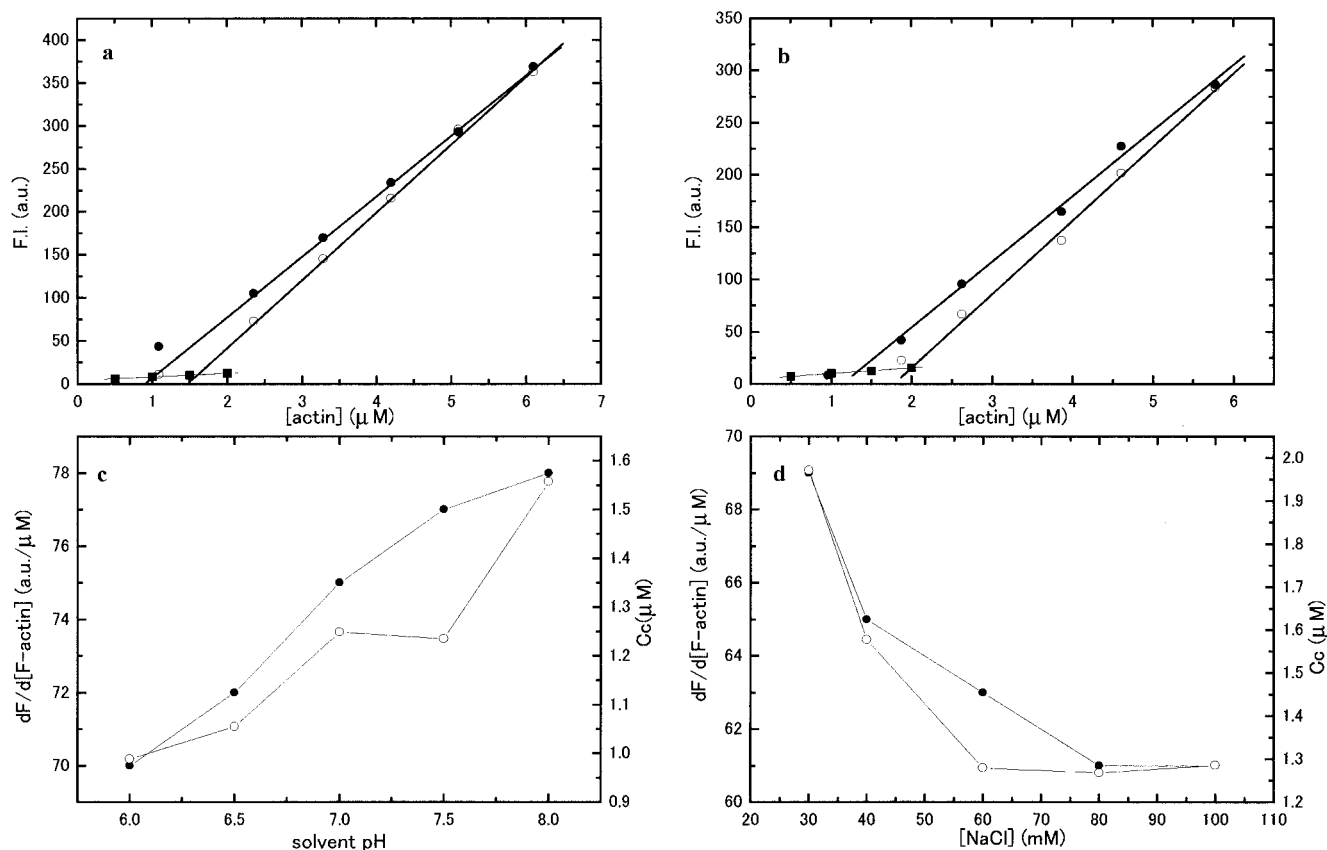 a
400
350
300
250
200
150
100
50
0
F.I. (a.u.)
0 1 2 3 4 5 6 7
[actin] (μ M)
b
350
300
250
200
150
100
50
0
F.I. (a.u.)
0 1 2 3 4 5 6
[actin] (μ M)
c
78
76
74
72
70
dF/d[F-actin] (a.u./μM)
1.6
1.5
1.4
1.3
1.2
1.1
1.0
0.9
Cc(μM)
6.0 6.5 7.0 7.5 8.0
solvent pH
d
70
68
66
64
62
60
dF/d[F-actin] (a.u./μM)
2.0
1.9
1.8
1.7
1.6
1.5
1.4
1.3
1.2
Cc (μM)
20 30 40 50 60 70 80 90 100 110
[NaCl] (mM)